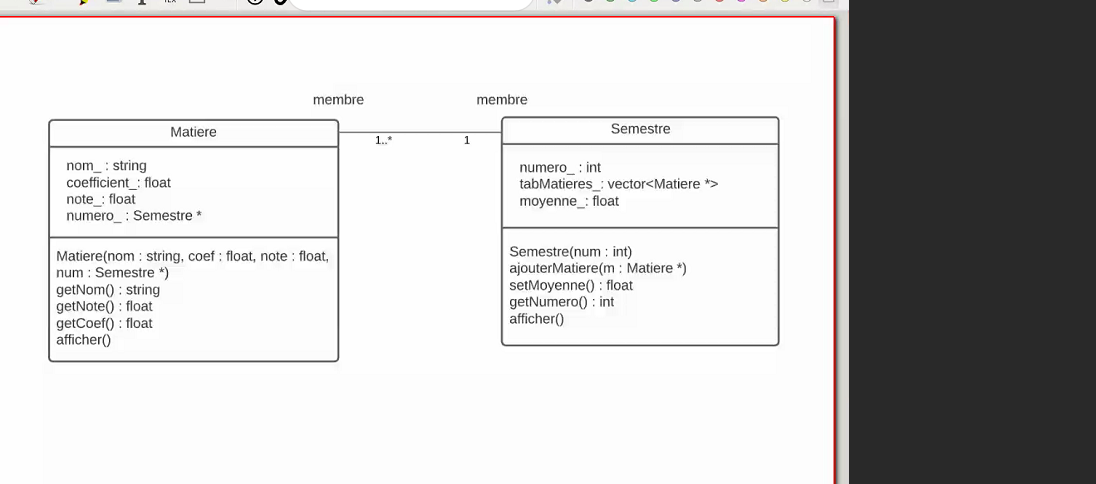 membre
membre
Matiere
1..*
1
Semestre
nom_ : string
coefficient_: float
note_: float
numero_ : Semestre *
numero_ : int
tabMatieres_: vector<Matiere *>
moyenne_: float
Matiere(nom : string, coef : float, note : float,
num : Semestre *)
getNom() : string
getNote() : float
getCoef() : float
afficher()
Semestre(num : int)
ajouterMatiere(m : Matiere *)
setMoyenne() : float
getNumero() : int
afficher()